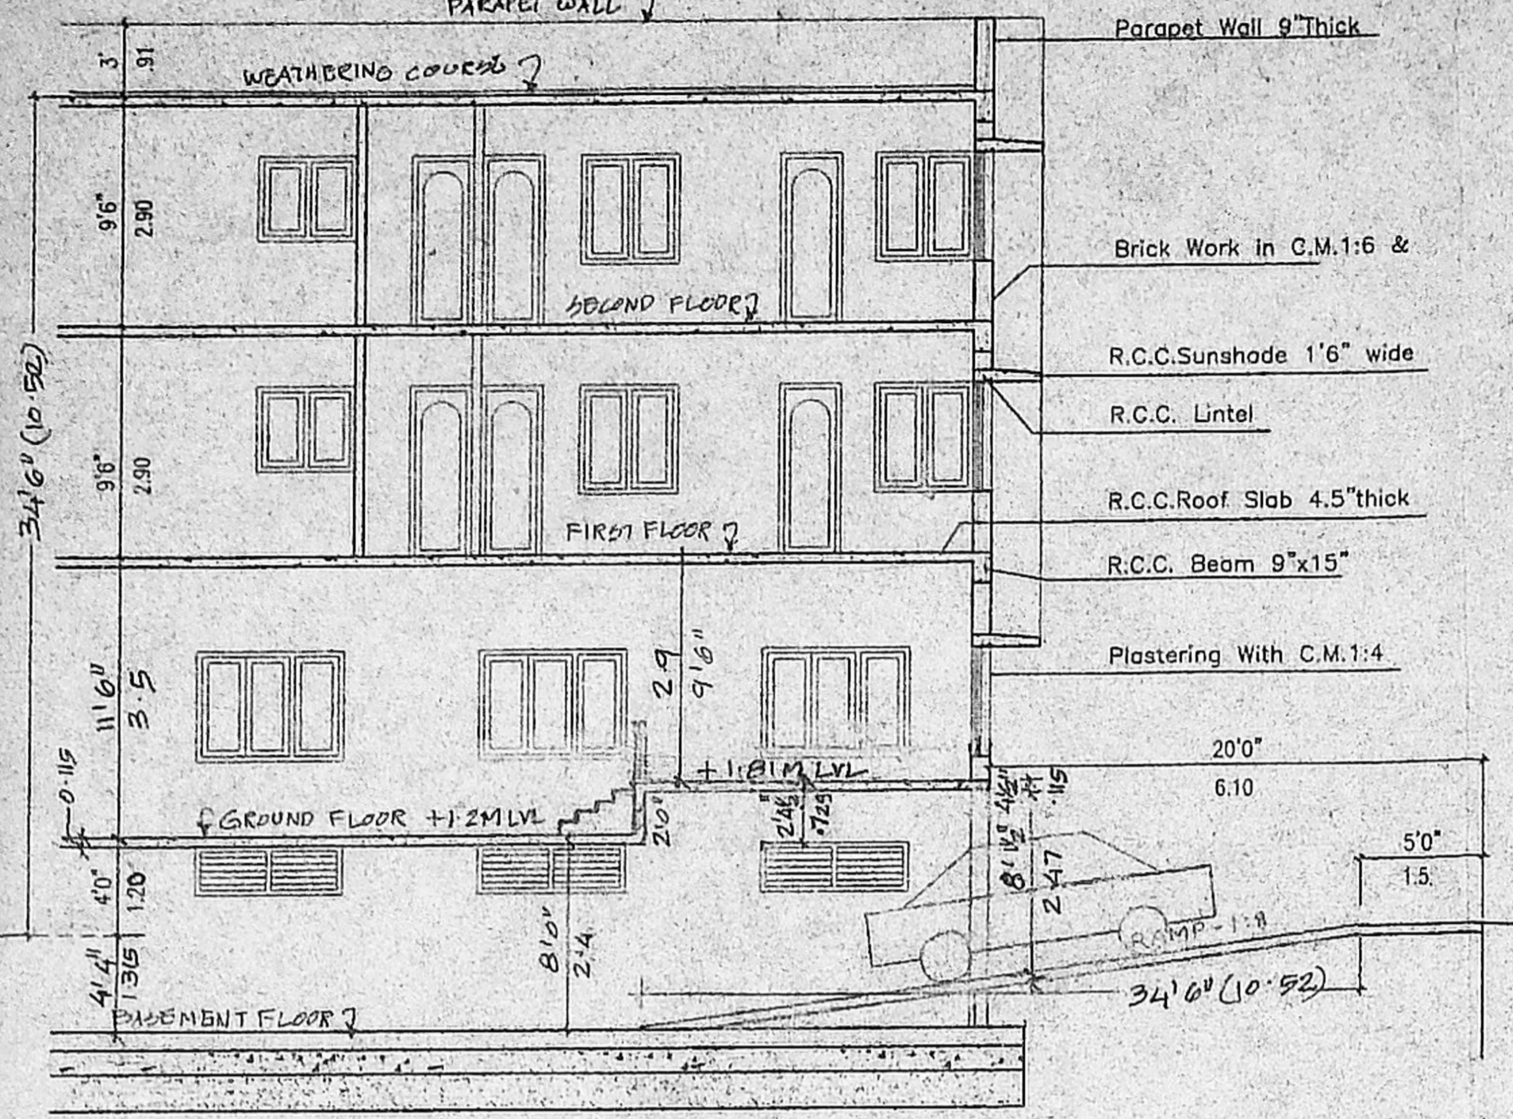 PARAPET WALL
Parapet Wall 9"Thick
3'
.91
WEATHERING COURSE
9'6"
2.90
Brick Work in C.M.1:6 &
SECOND FLOOR
34'6" (10.52)
R.C.C.Sunshade 1'6" wide
R.C.C. Lintel
9'6"
2.90
R.C.C.Roof Slab 4.5"thick
FIRST FLOOR
R.C.C. Beam 9"x15"
11'6"
3.5
2.9
9'6"
Plastering With C.M.1:4
20'0"
6.10
+1.81M LVL
0.115
GROUND FLOOR +1.2M LVL
2'0"
2'4½"
.725
4½"
.115
8'1½"
2.47
5'0"
1.5.
4'0"
1.20
8'0"
2.4
RAMP-1:8
4'4"
1.315
34'6" (10.52)
BASEMENT FLOOR